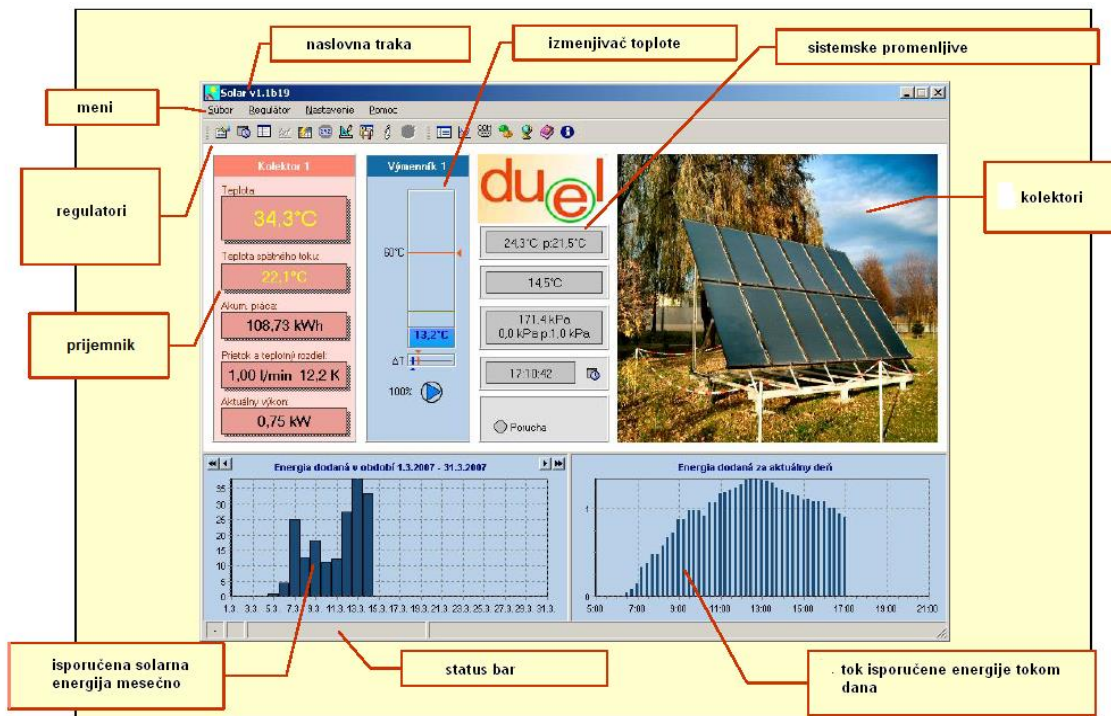 naslovna traka
izmenjivač toplote
sistemske promenljive
meni
regulatori
kolektori
prijemnik
Solar v1.1b19
Súbor Regulátor Nastavenie Pomoc
Kolektor 1
Teplota
34,3°C
Teplota spätného toku:
22,1°C
Akum. práca:
108,73 kWh
Prietok a teplotný rozdiel:
1,00 l/min 12,2 K
Aktuálny výkon:
0,75 kW
Výmenník 1
60°C
13,2°C
ΔT
100%
duel
24,3°C p:21,5°C
14,5°C
171,4 kPa
0,0 kPa p:1,0 kPa
17:10:42
Porucha
Energia dodaná v období 1.3.2007 - 31.3.2007
35
30
25
20
15
10
5
0
1.3. 3.3. 5.3. 7.3. 9.3. 11.3. 13.3. 15.3. 17.3. 19.3. 21.3. 23.3. 25.3. 27.3. 29.3. 31.3.
Energia dodaná za aktuálny deň
1
0
5:00 7:00 9:00 11:00 13:00 15:00 17:00 19:00 21:00
isporučena solarna
energija mesečno
status bar
. tok isporučene energije tokom
dana